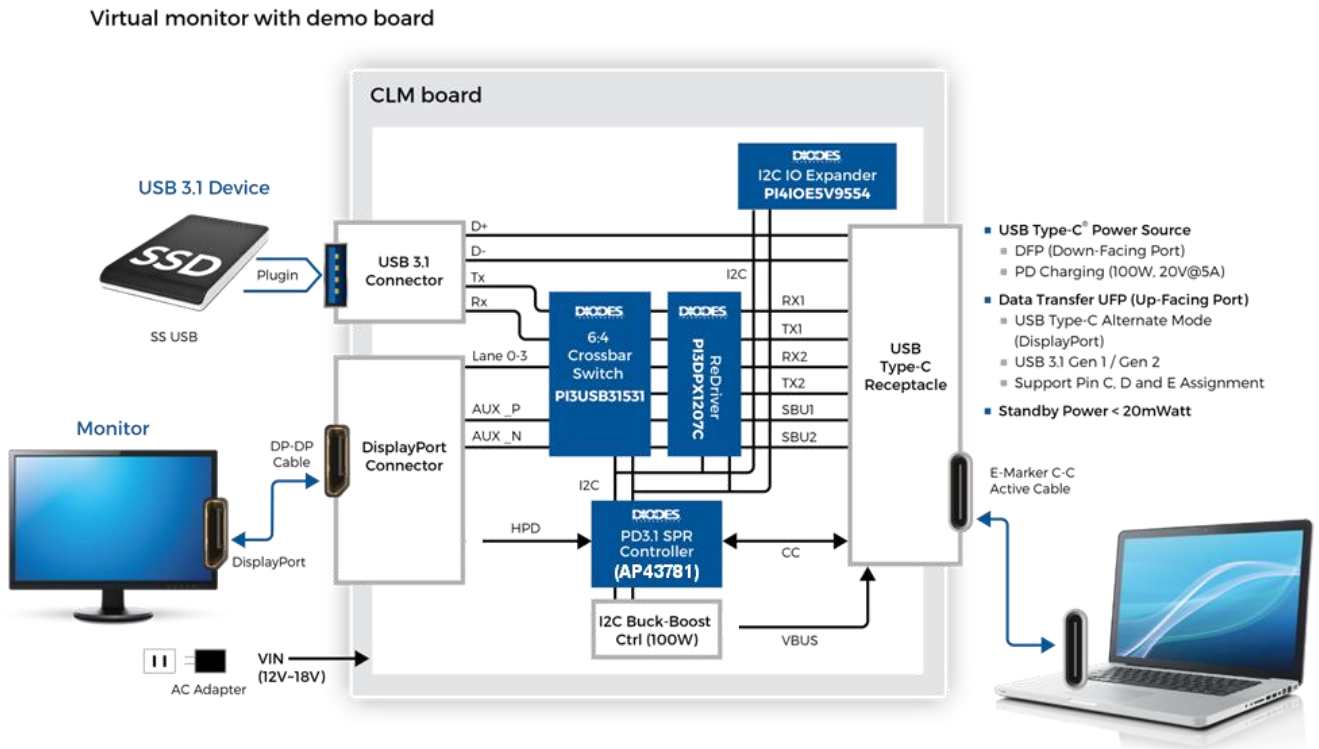 Virtual monitor with demo board
CLM board
USB 3.1 Device
SSD
SS USB
Plugin
USB 3.1
Connector
D+
D-
Tx
Rx
DIODES
I2C IO Expander
PI4IOE5V9554
I2C
DIODES
6:4
Crossbar
Switch
PI3USB31531
DIODES
ReDriver
PI3DPX1207C
RX1
TX1
RX2
TX2
SBU1
SBU2
USB
Type-C
Receptacle
Lane 0-3
AUX _P
AUX _N
DisplayPort
Connector
Monitor
DP-DP
Cable
DisplayPort
I2C
HPD
DIODES
PD3.1 SPR
Controller
(AP43781)
CC
I2C Buck-Boost
Ctrl (100W)
VBUS
AC Adapter
VIN
(12V~18V)
USB Type-C® Power Source
DFP (Down-Facing Port)
PD Charging (100W, 20V@5A)
Data Transfer UFP (Up-Facing Port)
USB Type-C Alternate Mode
(DisplayPort)
USB 3.1 Gen 1 / Gen 2
Support Pin C, D and E Assignment
Standby Power < 20mWatt
E-Marker C-C
Active Cable